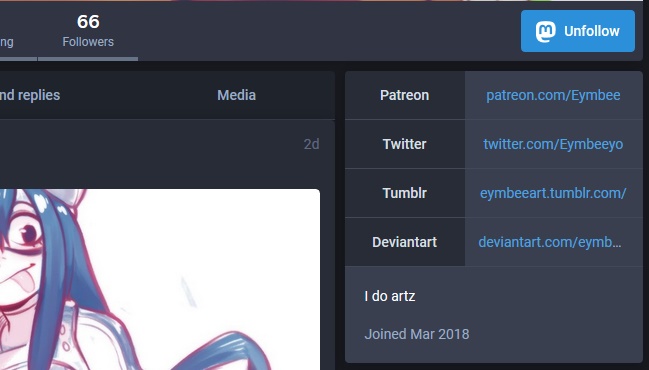 66
ng
Followers
Unfollow
nd replies
Media
2d
Patreon
patreon.com/Eymbee
Twitter
twitter.com/Eymbeeyo
Tumblr
eymbeeart.tumblr.com/
Deviantart
deviantart.com/eymb...
I do artz
Joined Mar 2018